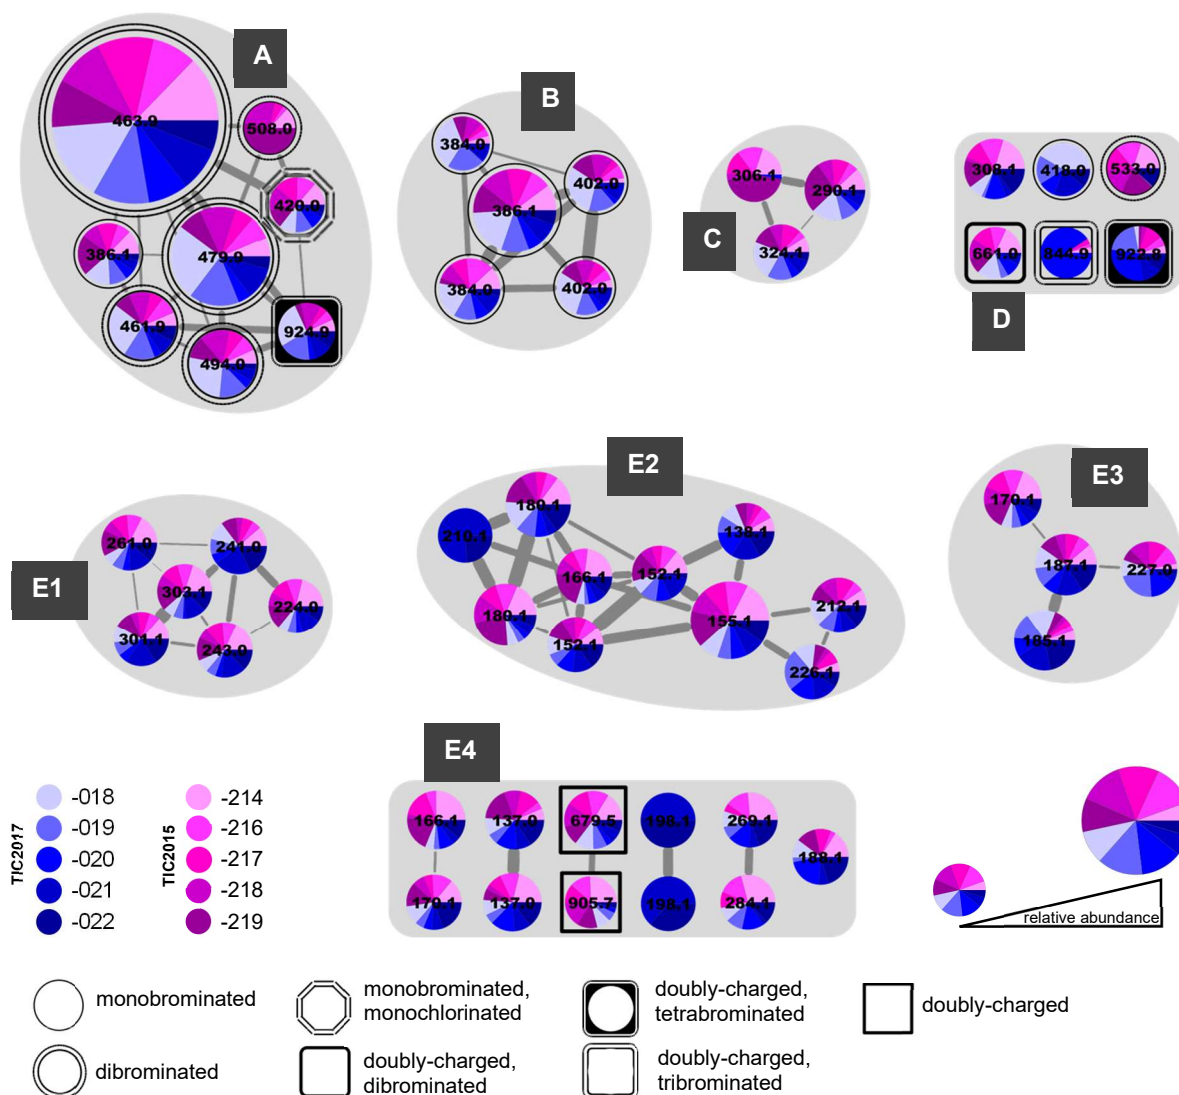 A
463.9
508.0
420.0
386.1
479.9
461.9
924.9
494.0
B
384.0
402.0
386.1
384.0
402.0
C
306.1
290.1
324.1
308.1
418.0
533.0
661.0
844.9
922.8
D
E1
261.0
241.0
303.1
224.0
301.1
243.0
E2
180.1
210.1
138.1
166.1
152.1
180.1
155.1
212.1
152.1
226.1
E3
170.1
187.1
227.0
185.1
E4
166.1
137.0
679.5
198.1
269.1
188.1
170.1
137.0
905.7
198.1
284.1
TIC2017
-018
-019
-020
-021
-022
TIC2015
-214
-216
-217
-218
-219
relative abundance
monobrominated
monobrominated,
monochlorinated
doubly-charged,
tetrabrominated
doubly-charged
dibrominated
doubly-charged,
dibrominated
doubly-charged,
tribrominated